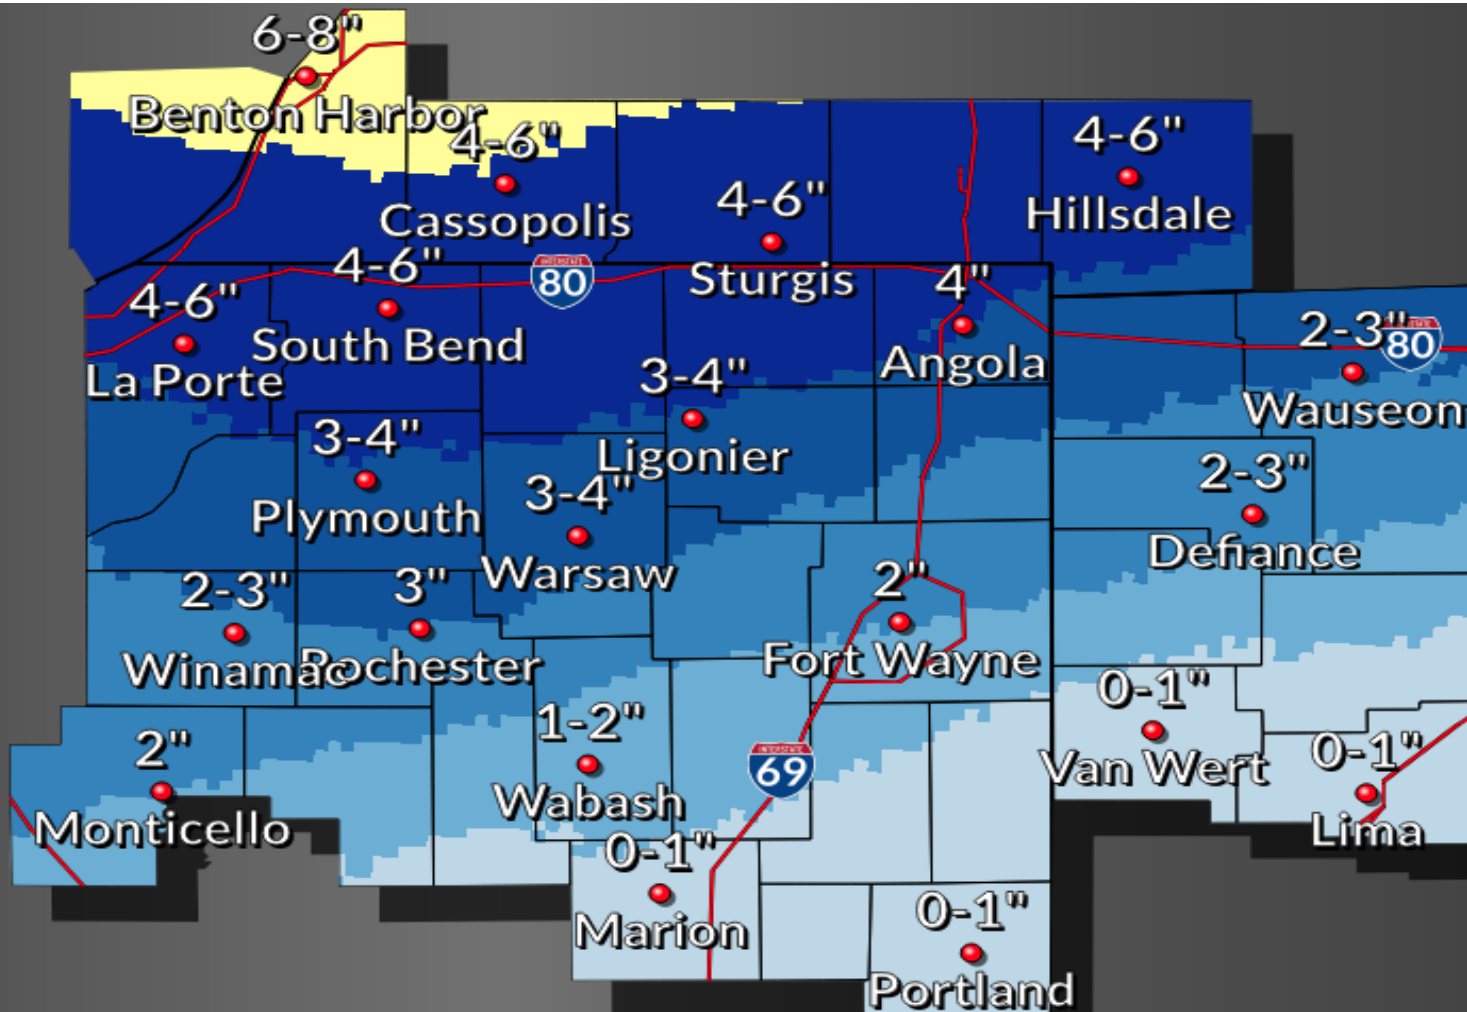 6-8"
Benton Harbor
4-6"
Cassopolis
4-6"
Hillsdale
4-6"
Sturgis
4-6"
South Bend
INTERSTATE
80
4-6"
La Porte
4"
Angola
2-3"
INTERSTATE
80
Wauseon
3-4"
Ligonier
3-4"
Plymouth
3-4"
Warsaw
2-3"
Defiance
2-3"
Winamac
3"
Rochester
2"
Fort Wayne
0-1"
Van Wert
1-2"
Wabash
INTERSTATE
69
2"
Monticello
0-1"
Lima
0-1"
Marion
0-1"
Portland